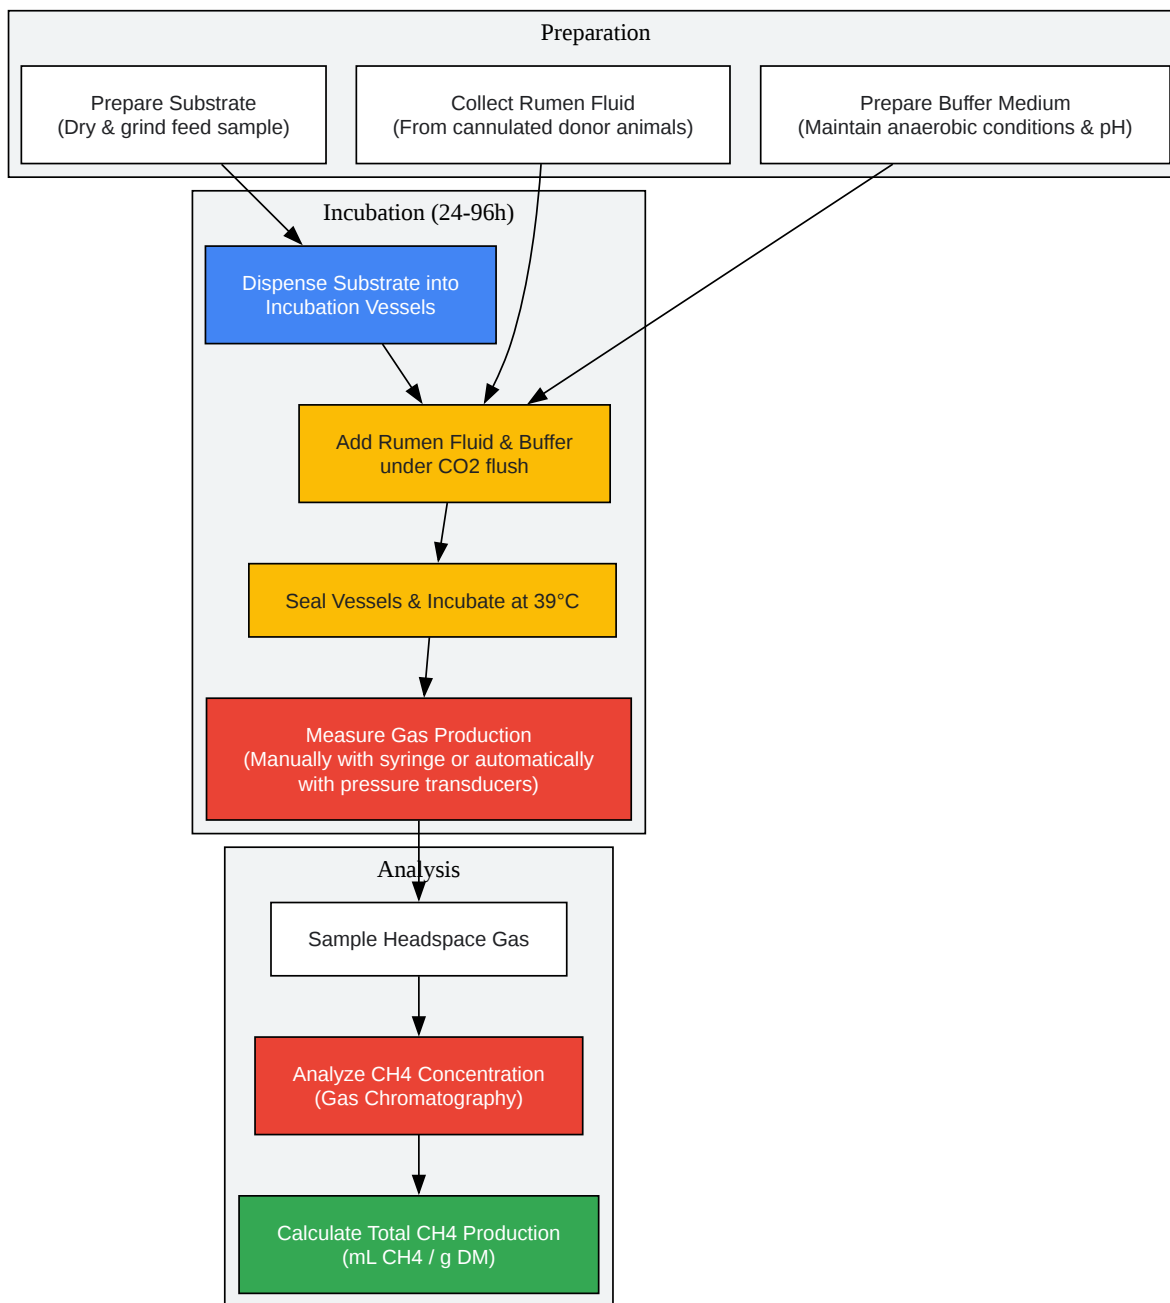 Preparation
Prepare Substrate
(Dry & grind feed sample)
Collect Rumen Fluid
(From cannulated donor animals)
Prepare Buffer Medium
(Maintain anaerobic conditions & pH)
Incubation (24-96h)
Dispense Substrate into
Incubation Vessels
Add Rumen Fluid & Buffer
under CO2 flush
Seal Vessels & Incubate at 39°C
Measure Gas Production
(Manually with syringe or automatically
with pressure transducers)
Analysis
Sample Headspace Gas
Analyze CH4 Concentration
(Gas Chromatography)
Calculate Total CH4 Production
(mL CH4 / g DM)